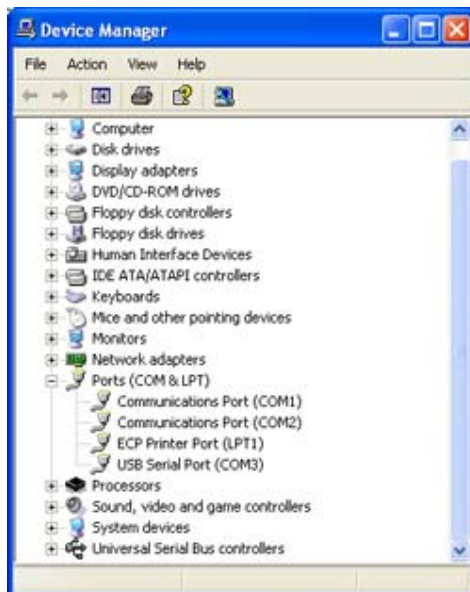 Device Manager
File Action View Help
Computer
Disk drives
Display adapters
DVD/CD-ROM drives
Floppy disk controllers
Floppy disk drives
Human Interface Devices
IDE ATA/ATAPI controllers
Keyboards
Mice and other pointing devices
Monitors
Network adapters
Ports (COM & LPT)
Communications Port (COM1)
Communications Port (COM2)
ECP Printer Port (LPT1)
USB Serial Port (COM3)
Processors
Sound, video and game controllers
System devices
Universal Serial Bus controllers